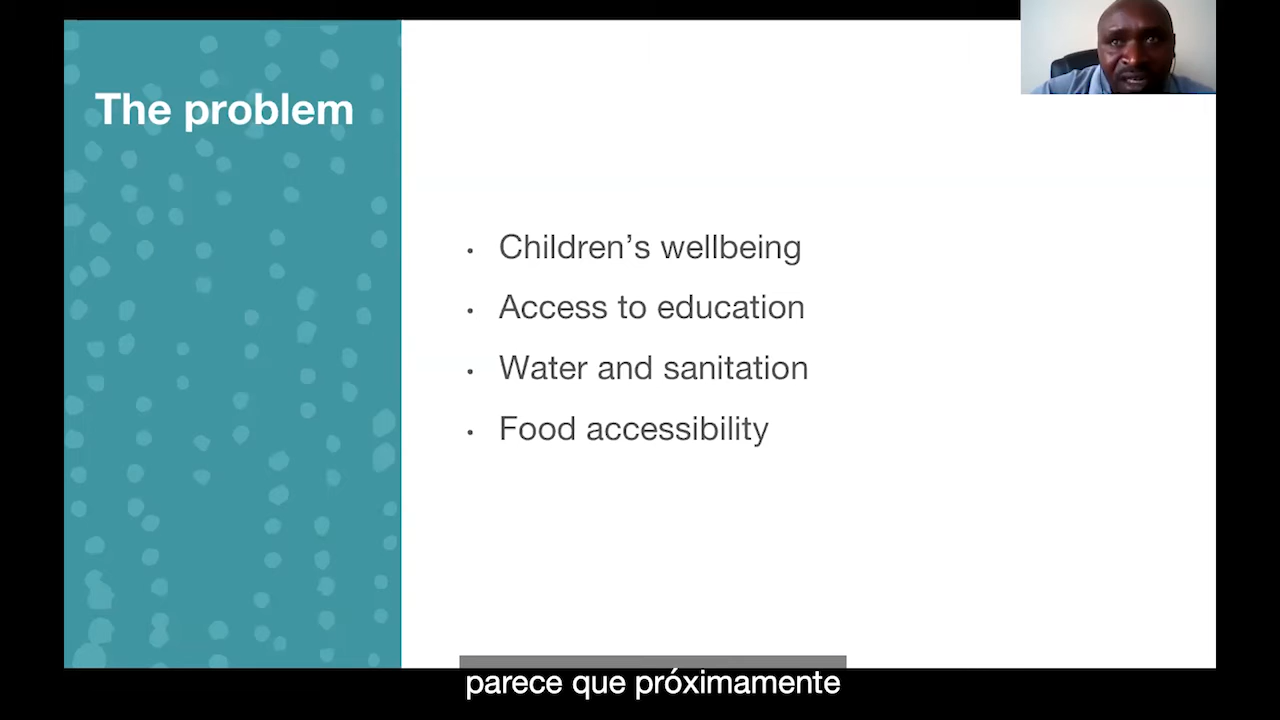 The problem
Children’s wellbeing
Access to education
Water and sanitation
Food accessibility
parece que próximamente